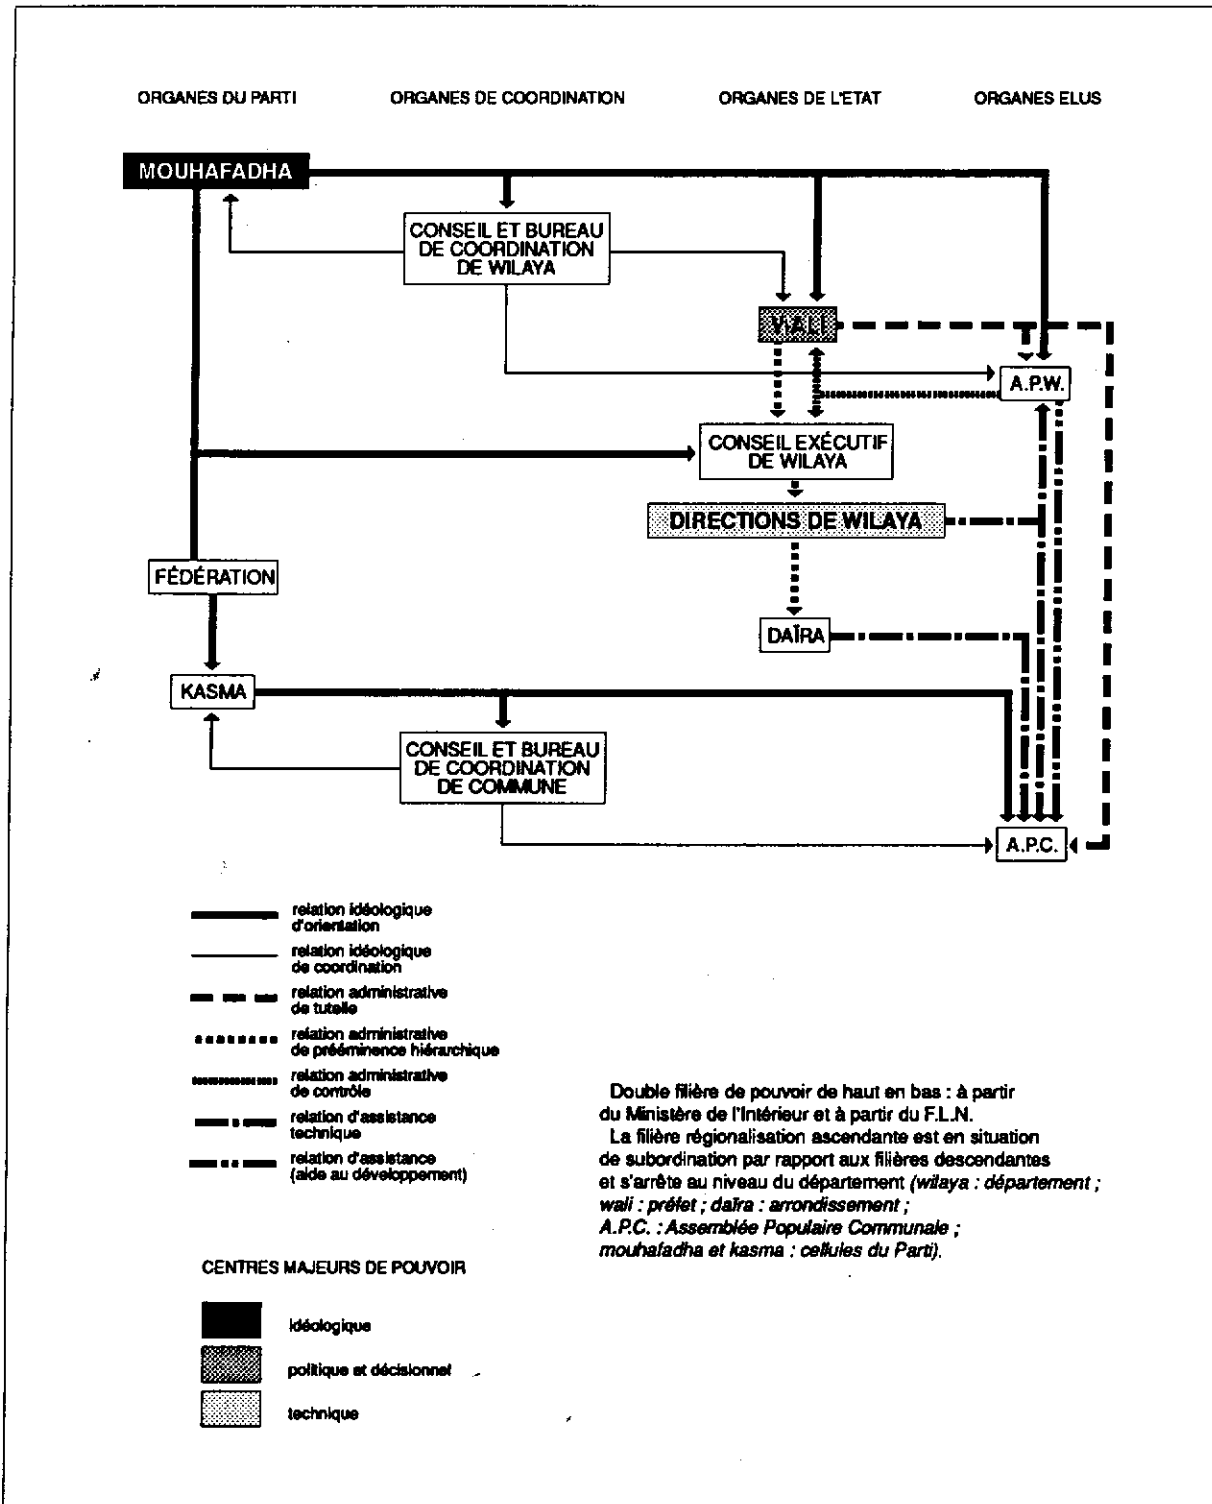 ORGANES DU PARTI
ORGANES DE COORDINATION
ORGANES DE L'ETAT
ORGANES ELUS
MOUHAFADHA
CONSEIL ET BUREAU
DE COORDINATION
DE WILAYA
WALI
A.P.W.
CONSEIL EXÉCUTIF
DE WILAYA
DIRECTIONS DE WILAYA
FÉDÉRATION
DAÏRA
KASMA
CONSEIL ET BUREAU
DE COORDINATION
DE COMMUNE
A.P.C.
relation idéologique
d'orientation
relation idéologique
de coordination
relation administrative
de tutelle
relation administrative
de prééminence hiérarchique
relation administrative
de contrôle
relation d'assistance
technique
relation d'assistance
(aide au développement)
Double filière de pouvoir de haut en bas : à partir
du Ministère de l'Intérieur et à partir du F.L.N.
La filière régionalisation ascendante est en situation
de subordination par rapport aux filières descendantes
et s'arrête au niveau du département (wilaya : département ;
wali : préfet ; daïra : arrondissement ;
A.P.C. : Assemblée Populaire Communale ;
mouhafadha et kasma : cellules du Parti).
CENTRES MAJEURS DE POUVOIR
idéologique
politique et décisionnel
technique